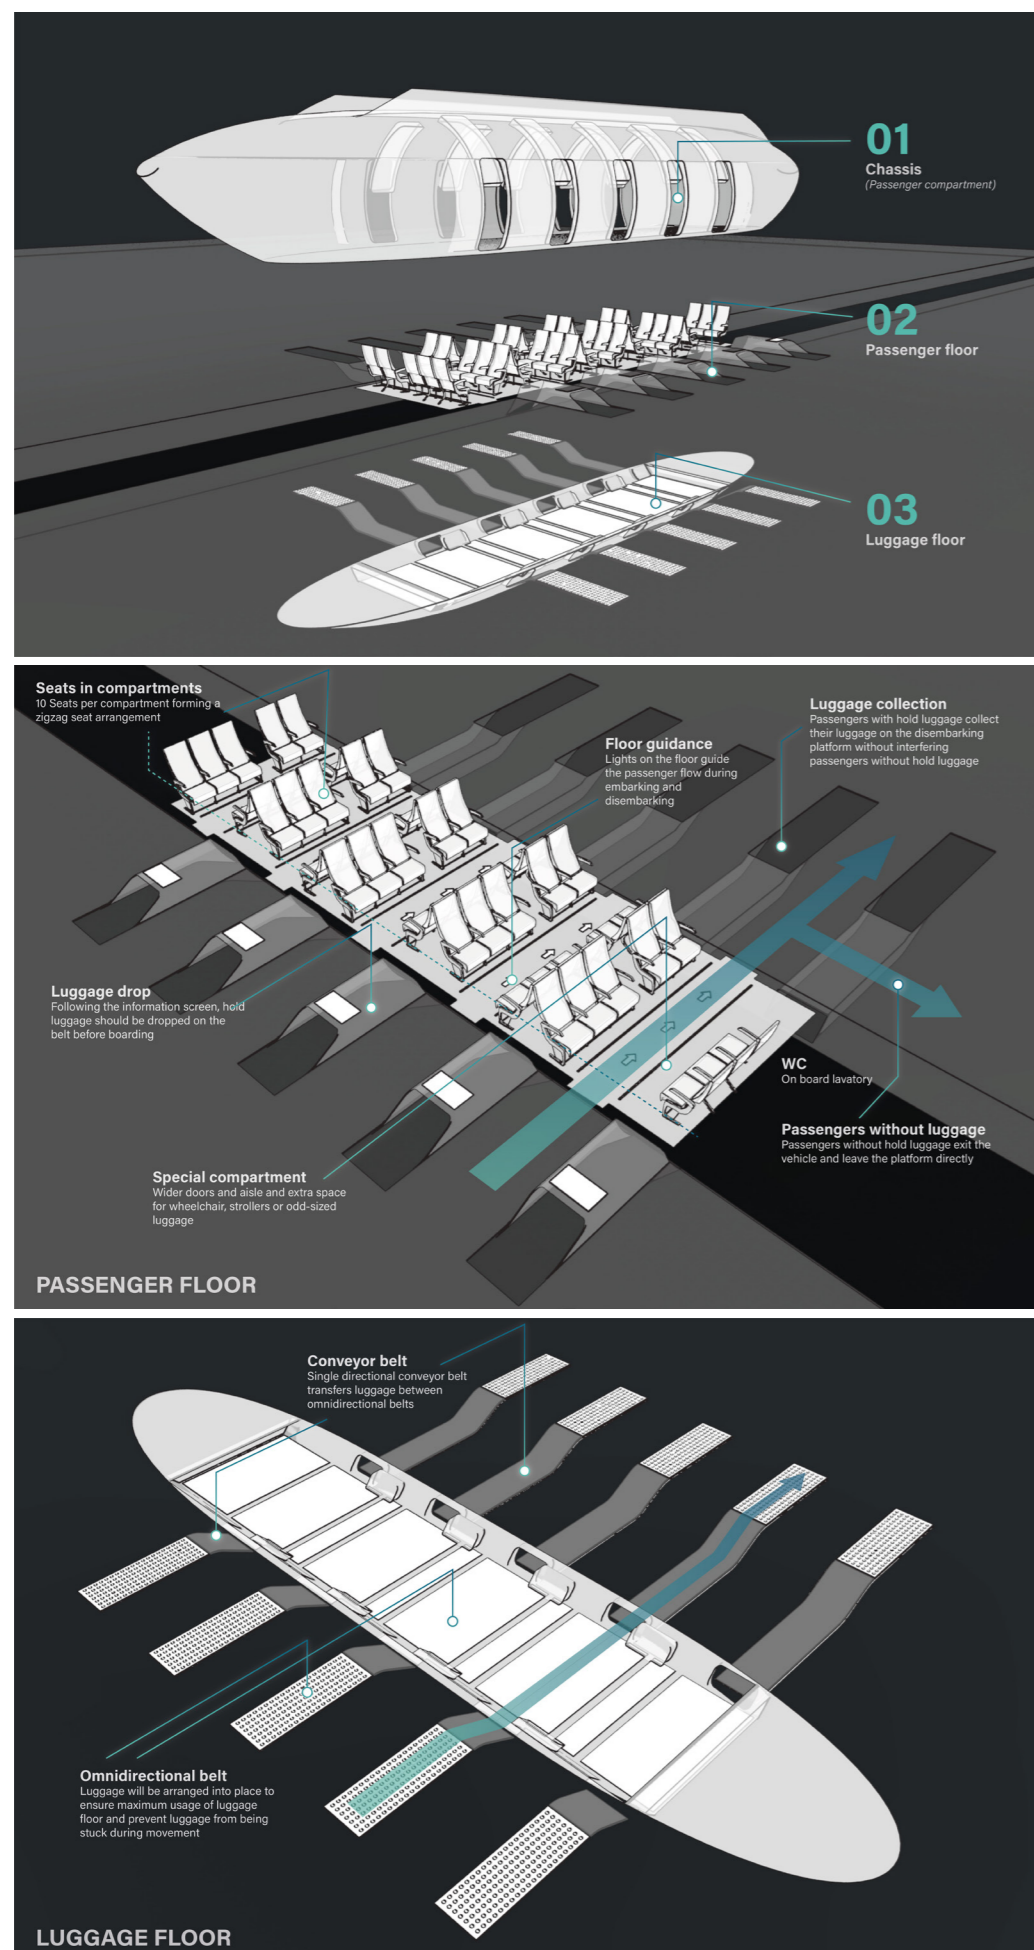 01
Chassis
(Passenger compartment)
02
Passenger floor
03
Luggage floor
Seats in compartments
10 Seats per compartment forming a
zigzag seat arrangement
Floor guidance
Lights on the floor guide
the passenger flow during
embarking and
disembarking
Luggage collection
Passengers with hold luggage collect
their luggage on the disembarking
platform without interfering
passengers without hold luggage
Luggage drop
Following the information screen, hold
luggage should be dropped on the
belt before boarding
WC
On board lavatory
Passengers without luggage
Passengers without hold luggage exit the
vehicle and leave the platform directly
Special compartment
Wider doors and aisle and extra space
for wheelchair, strollers or odd-sized
luggage
PASSENGER FLOOR
Conveyor belt
Single directional conveyor belt
transfers luggage between
omnidirectional belts
Omnidirectional belt
Luggage will be arranged into place to
ensure maximum usage of luggage
floor and prevent luggage from being
stuck during movement
LUGGAGE FLOOR